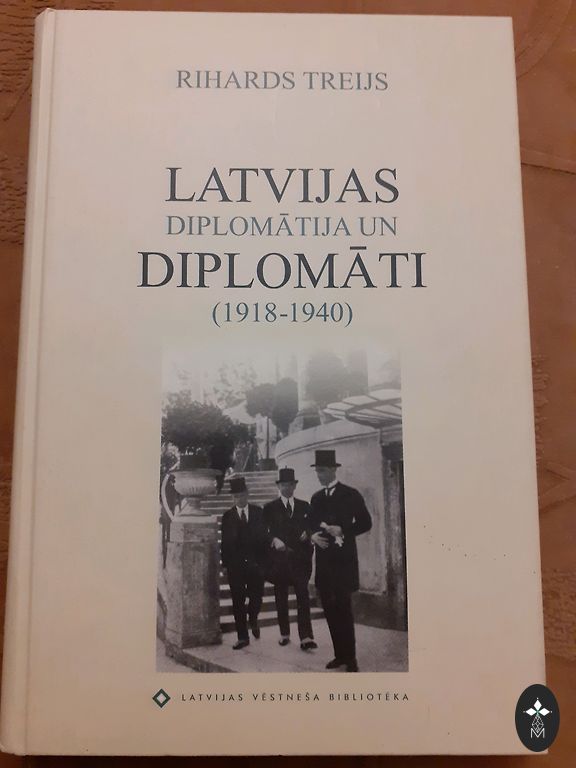 RIHARDS TREIJS
LATVIJAS
DIPLOMĀTIJA UN
DIPLOMĀTI
(1918-1940)
LATVIJAS VĒSTNEŠA BIBLIOTĒKA
M